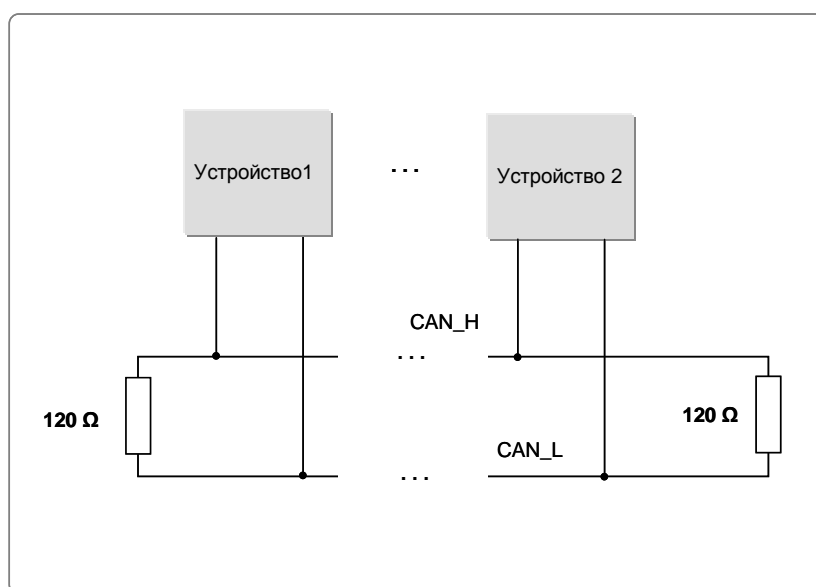 Устройство1
...
Устройство 2
CAN_H
...
120 Ω
120 Ω
CAN_L
...